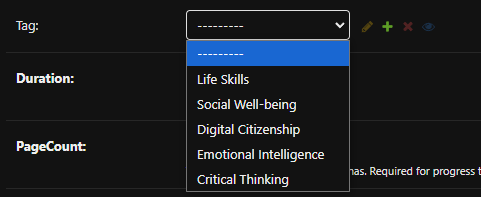 Tag:
---------
---------
Life Skills
Social Well-being
Digital Citizenship
Emotional Intelligence
Critical Thinking
Duration:
PageCount:
nas. Required for progress t